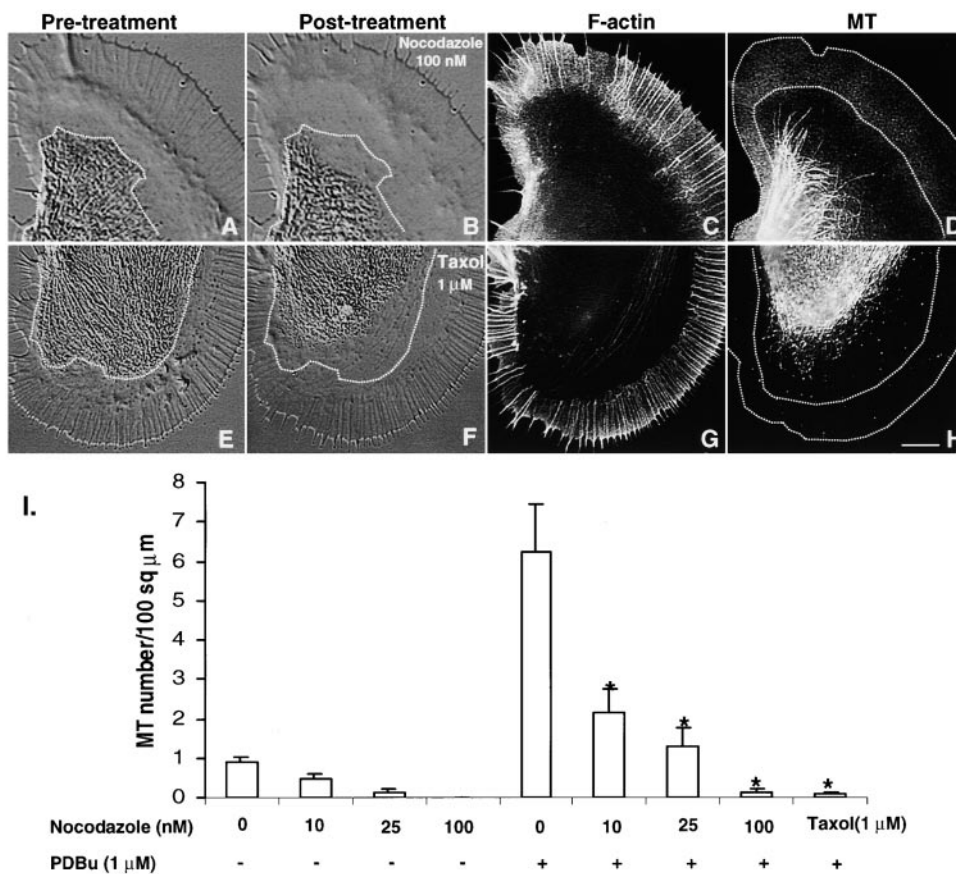 Pre-treatment Post-treatment F-actin MT
Nocodazole
100 nM
A B C D
Taxol
1 μM
E F G H
I.
MT number/100 sq μm
8
7
6
5
4
3
2
1
0
* * * *
Nocodazole (nM) 0 10 25 100 0 10 25 100 Taxol(1 μM)
PDBu (1 μM) - - - - + + + + +